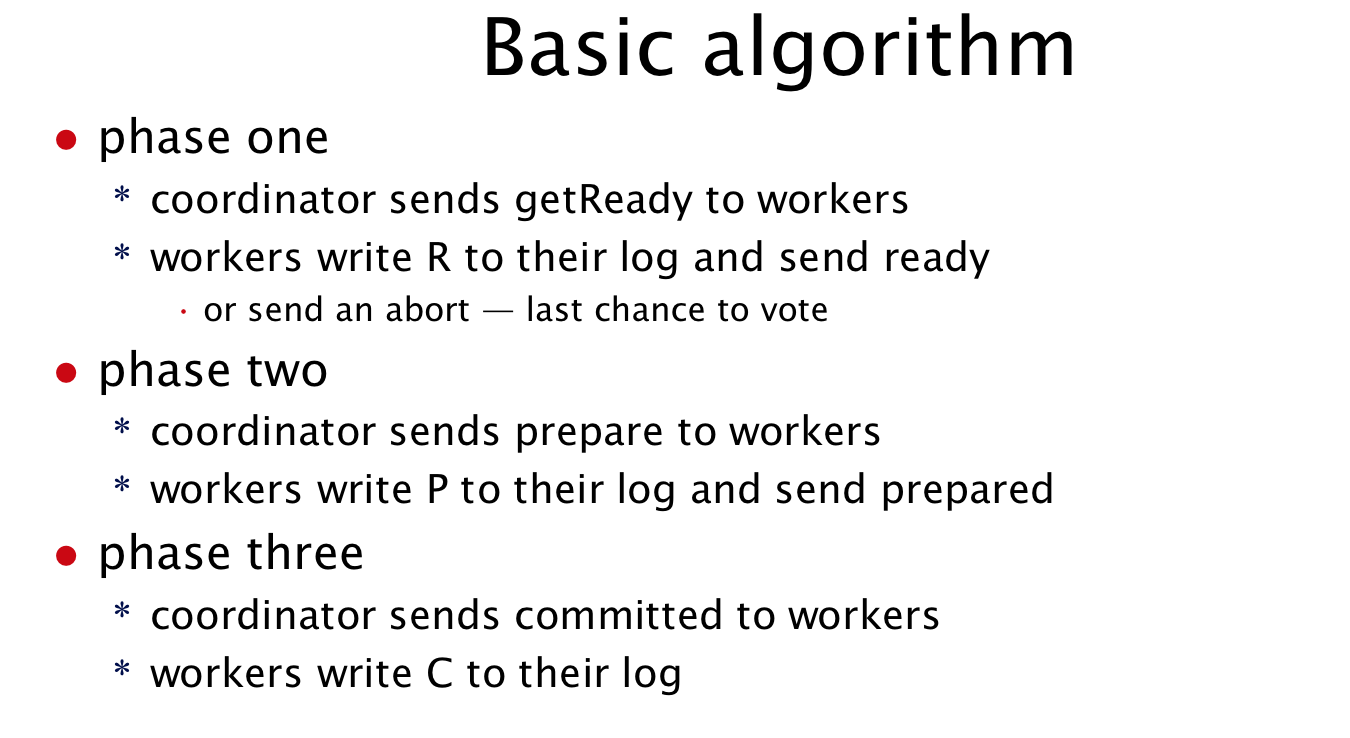 Basic algorithm
● phase one
* coordinator sends getReady to workers
* workers write R to their log and send ready
· or send an abort — last chance to vote
● phase two
* coordinator sends prepare to workers
* workers write P to their log and send prepared
● phase three
* coordinator sends committed to workers
* workers write C to their log